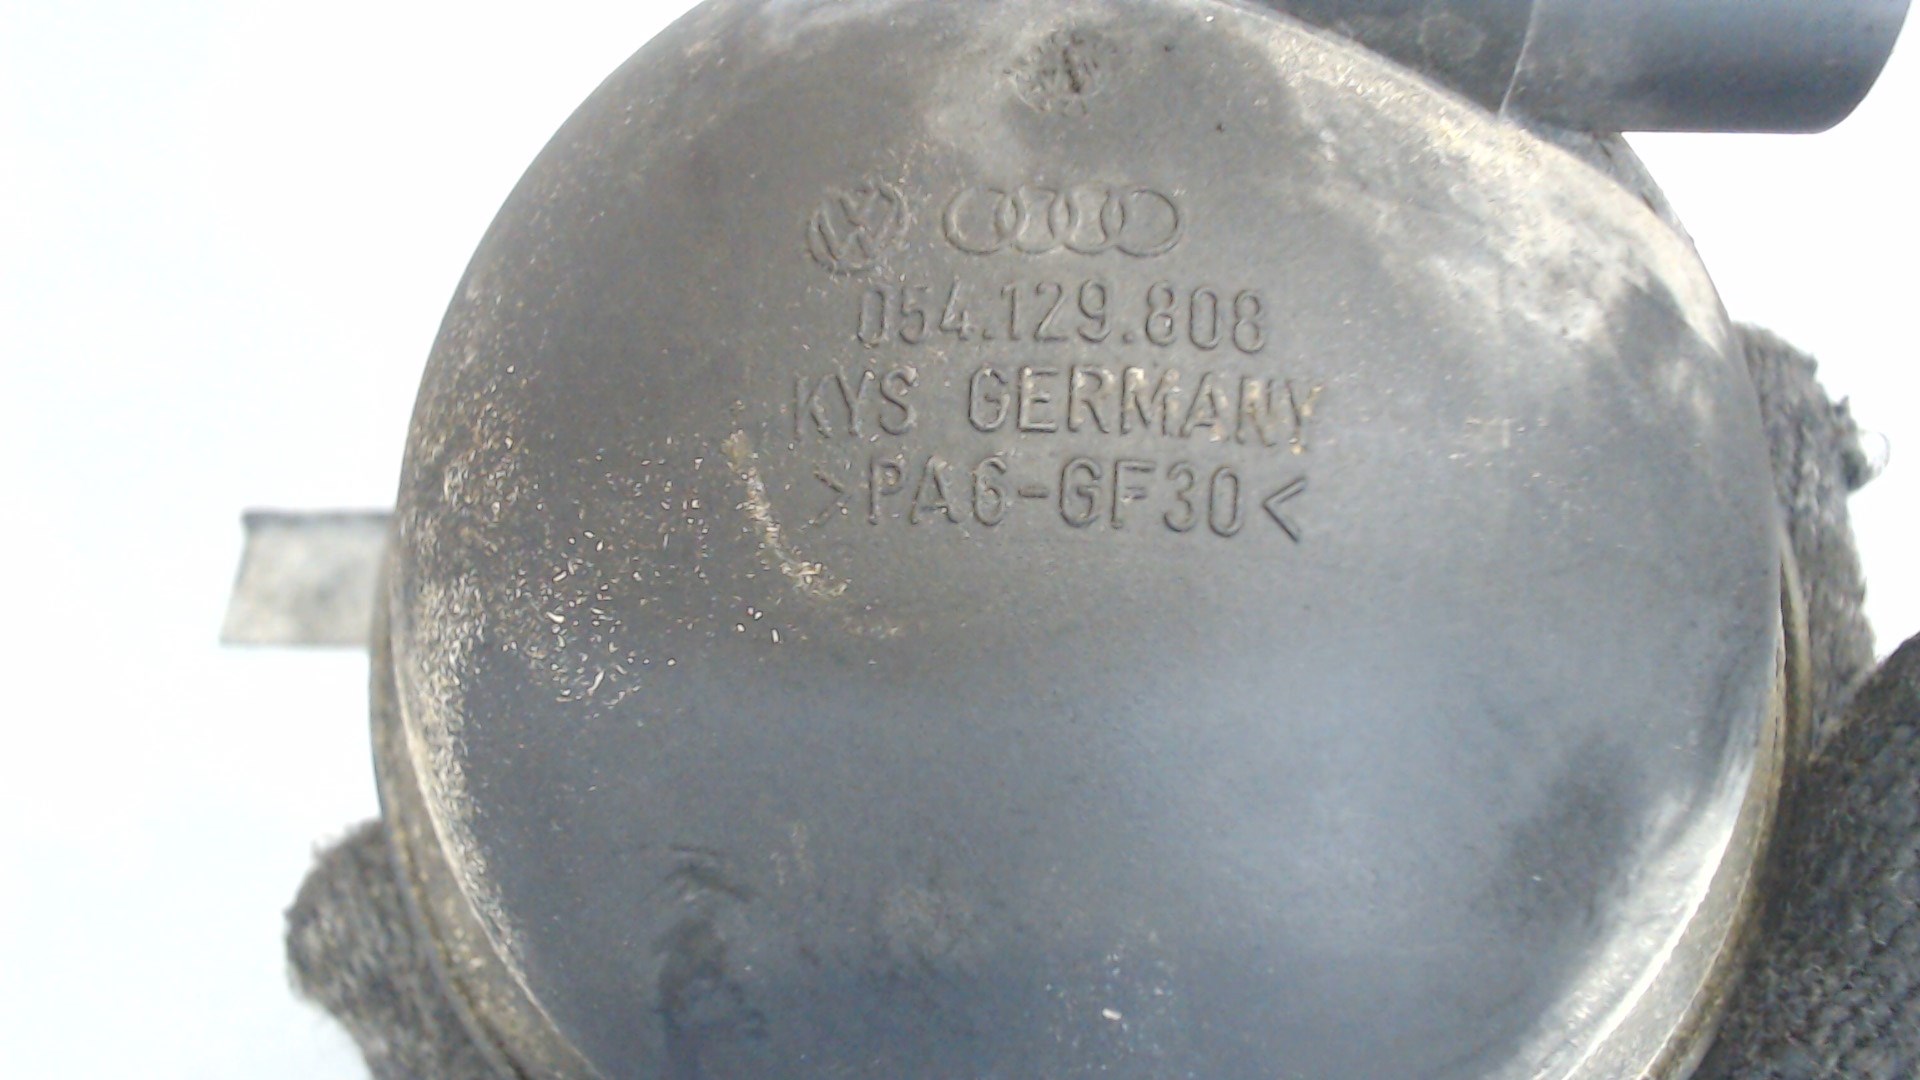 054.129.808
KYS GERMANY
>PA6-GF30<